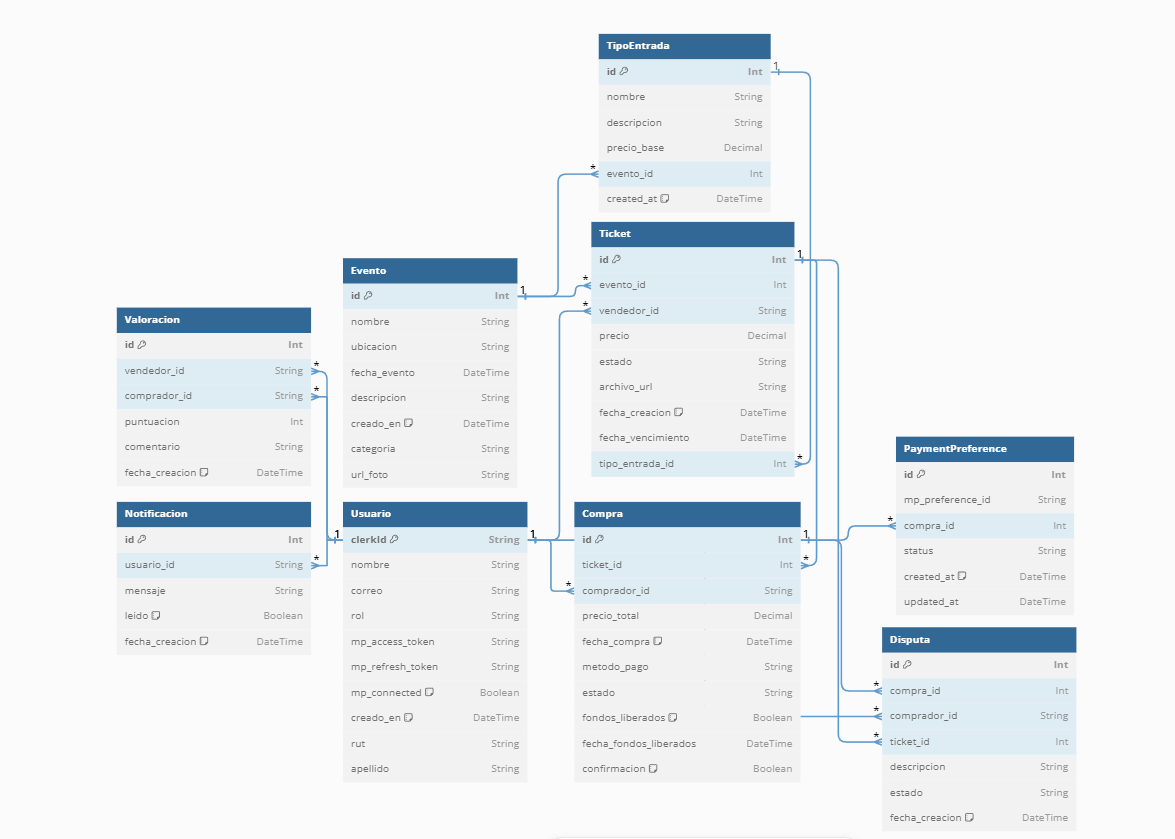 TipoEntrada
id Int
nombre String
descripcion String
precio_base Decimal
evento_id Int
created_at DateTime
1
*
Ticket
id Int
evento_id Int
vendedor_id String
precio Decimal
estado String
archivo_url String
fecha_creacion DateTime
fecha_vencimiento DateTime
tipo_entrada_id Int
1
*
*
*
Evento
id Int
nombre String
ubicacion String
fecha_evento DateTime
descripcion String
creado_en DateTime
categoria String
url_foto String
1
Valoracion
id Int
vendedor_id String
comprador_id String
puntuacion Int
comentario String
fecha_creacion DateTime
*
*
Notificacion
id Int
usuario_id String
mensaje String
leido Boolean
fecha_creacion DateTime
*
Usuario
clerkId String
nombre String
correo String
rol String
mp_access_token String
mp_refresh_token String
mp_connected Boolean
creado_en DateTime
rut String
apellido String
1
1
Compra
id Int
ticket_id Int
comprador_id String
precio_total Decimal
fecha_compra DateTime
metodo_pago String
estado String
fondos_liberados Boolean
fecha_fondos_liberados DateTime
confirmacion Boolean
1
*
*
PaymentPreference
id Int
mp_preference_id String
compra_id Int
status String
created_at DateTime
updated_at DateTime
*
Disputa
id Int
compra_id Int
comprador_id String
ticket_id Int
descripcion String
estado String
fecha_creacion DateTime
*
*
*